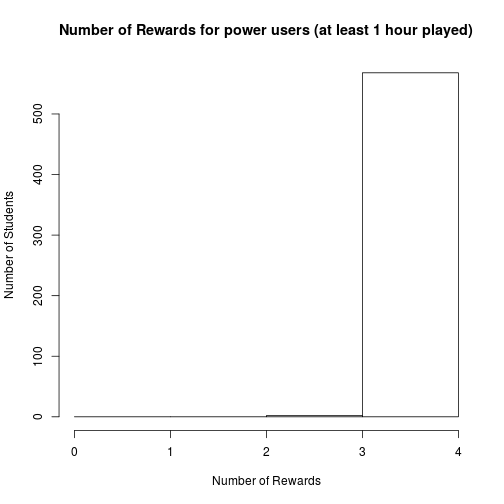 Number of Rewards for power users (at least 1 hour played)
Number of Students
500
400
300
200
100
0
0 1 2 3 4
Number of Rewards